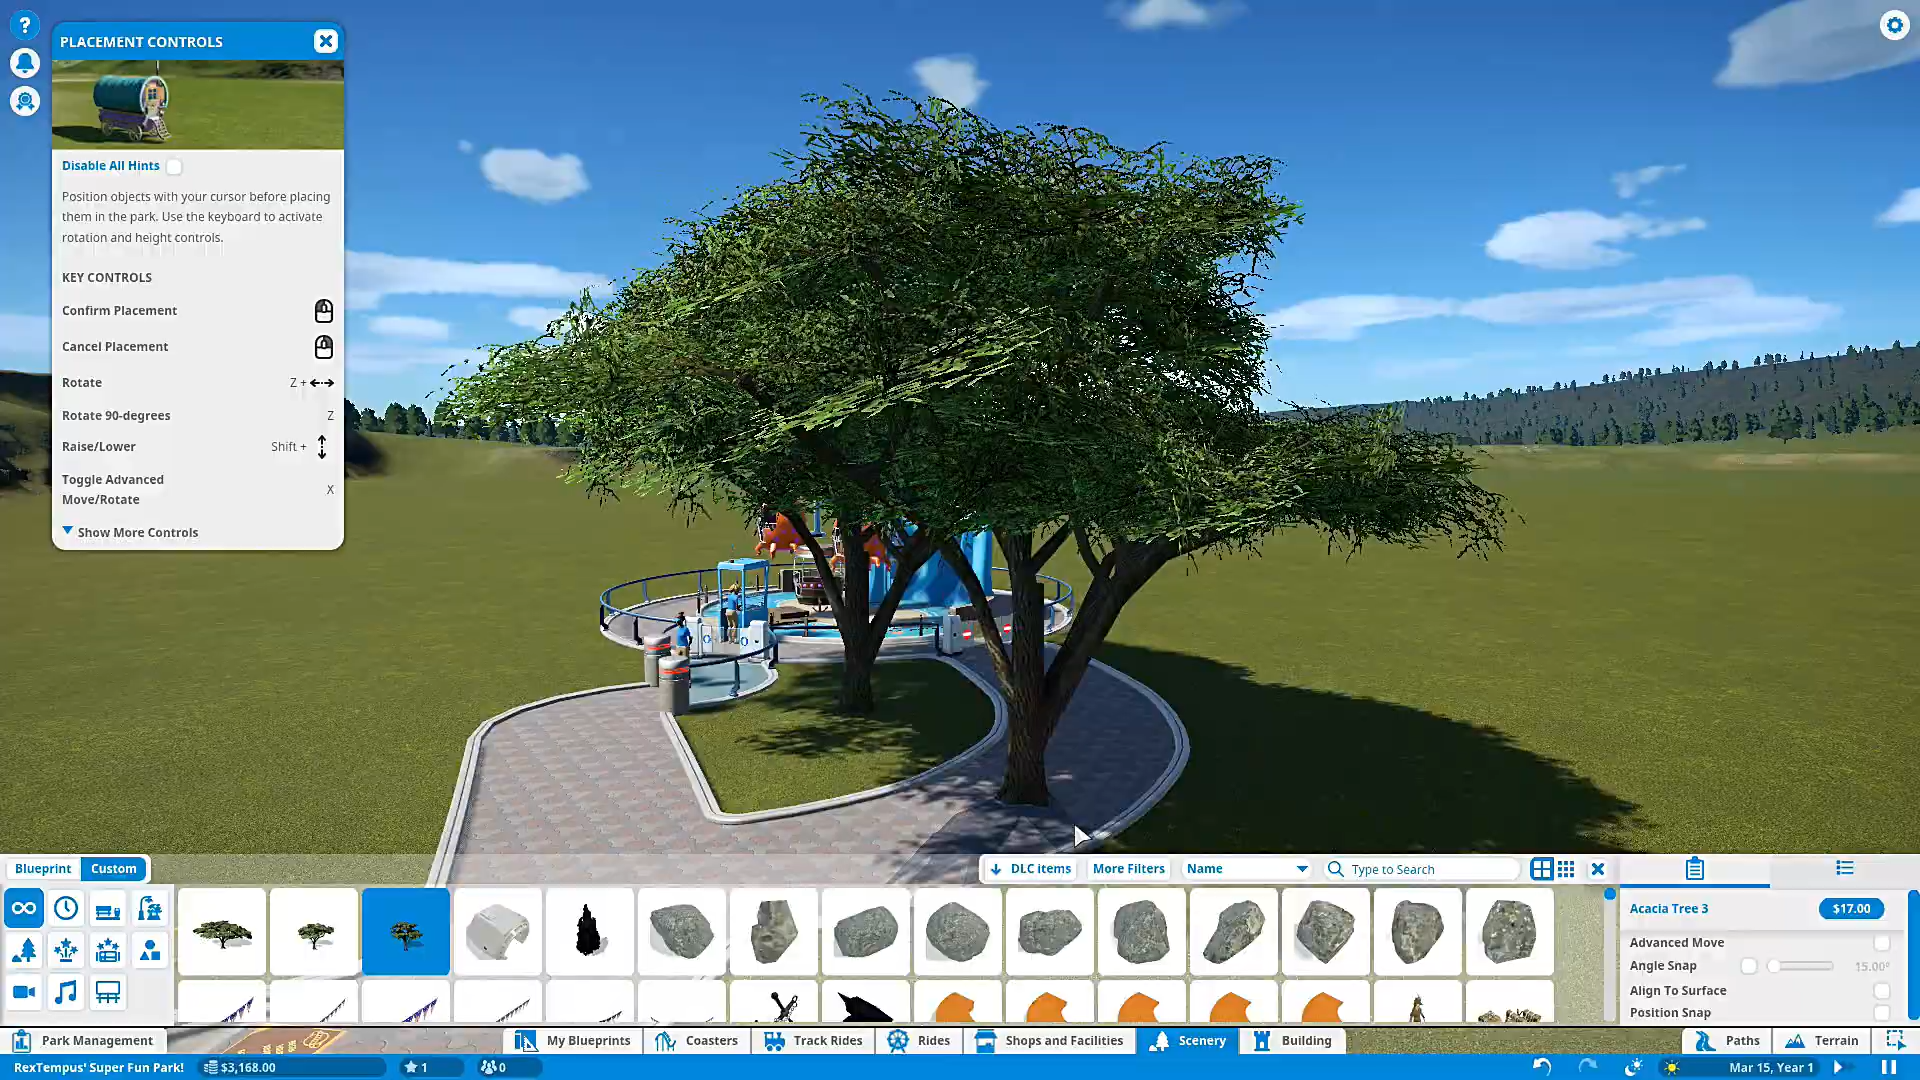 PLACEMENT CONTROLS
Disable All Hints
Position objects with your cursor before placing
them in the park. Use the keyboard to activate
rotation and height controls.
KEY CONTROLS
Confirm Placement
Cancel Placement
Rotate Z +
Rotate 90-degrees Z
Raise/Lower Shift +
Toggle Advanced
Move/Rotate X
Show More Controls
Blueprint Custom
DLC items More Filters Name Type to Search
Acacia Tree 3 $17.00
Advanced Move
Angle Snap 15.00°
Align To Surface
Position Snap
Park Management My Blueprints Coasters Track Rides Rides Shops and Facilities Scenery Building Paths Terrain
RexTempus' Super Fun Park! $3,168.00 1 0 Mar 15, Year 1